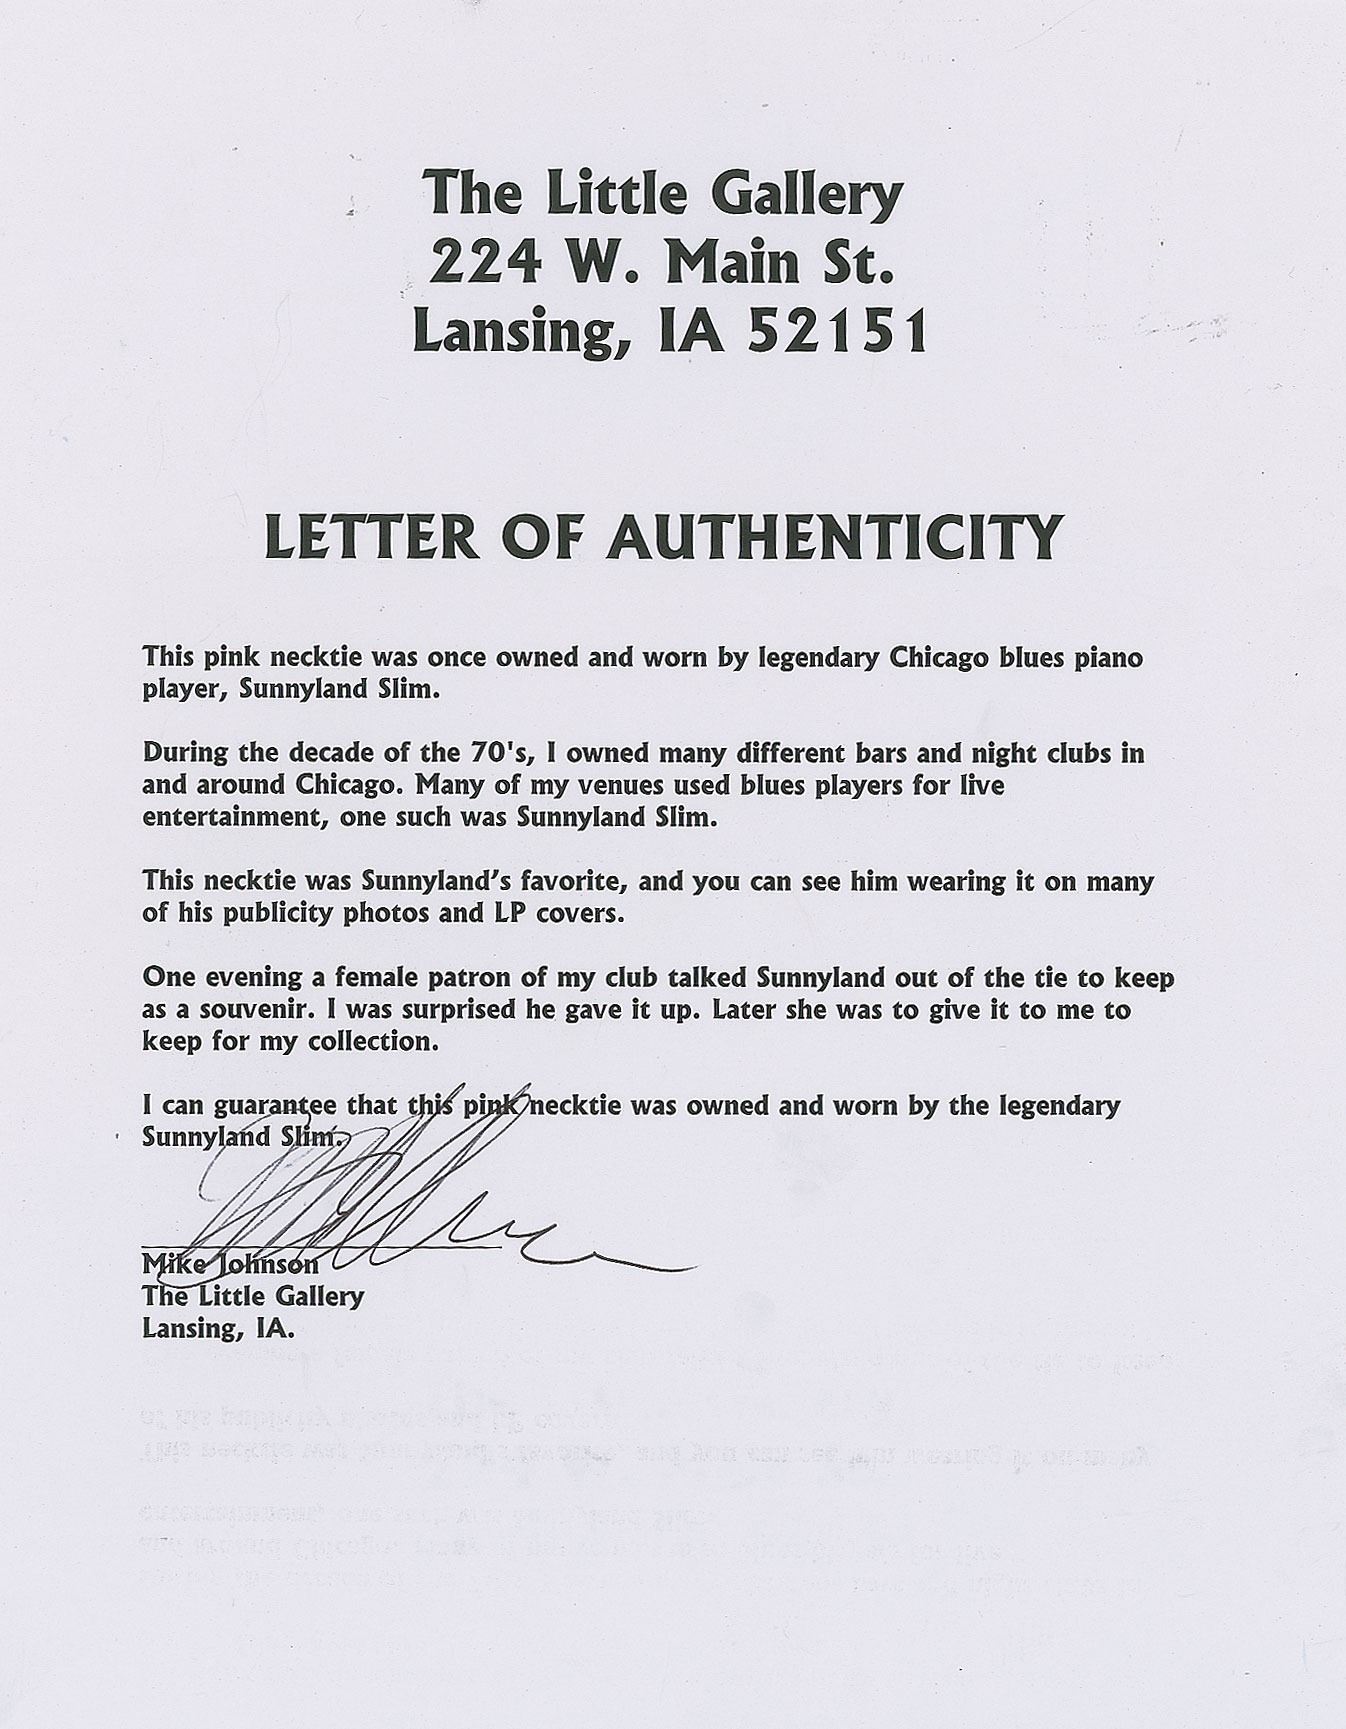 The Little Gallery
224 W. Main St.
Lansing, IA 52151
LETTER OF AUTHENTICITY
This pink necktie was once owned and worn by legendary Chicago blues piano
player, Sunnyland Slim.
During the decade of the 70's, I owned many different bars and night clubs in
and around Chicago. Many of my venues used blues players for live
entertainment, one such was Sunnyland Slim.
This necktie was Sunnyland’s favorite, and you can see him wearing it on many
of his publicity photos and LP covers.
One evening a female patron of my club talked Sunnyland out of the tie to keep
as a souvenir. I was surprised he gave it up. Later she was to give it to me to
keep for my collection.
I can guarantee that this pink necktie was owned and worn by the legendary
Sunnyland Slim.
Mike Johnson
The Little Gallery
Lansing, IA.